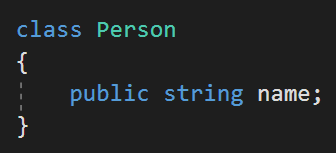 class Person
{
    public string name;
}